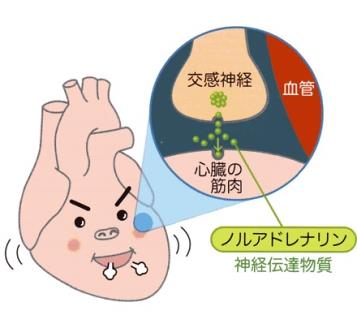 交感神経
血管
心臓の
筋肉
ノルアドレナリン
神経伝達物質